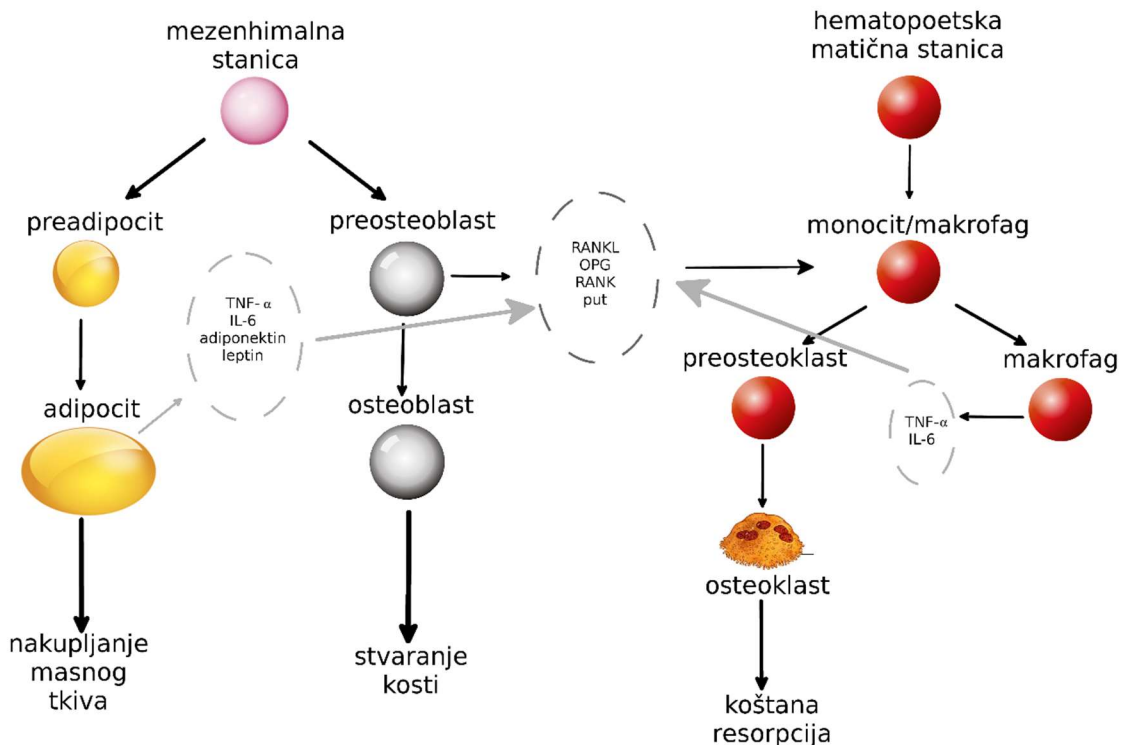 mezenhimalna
stanica
hematopoetska
matična stanica
preadipocit
preosteoblast
monocit/makrofag
RANKL
OPG
RANK
put
TNF- α
IL-6
adiponektin
leptin
adipocit
osteoblast
preosteoklast
makrofag
TNF-α
IL-6
osteoklast
nakupljanje
masnog
tkiva
stvaranje
kosti
koštana
resorpcija